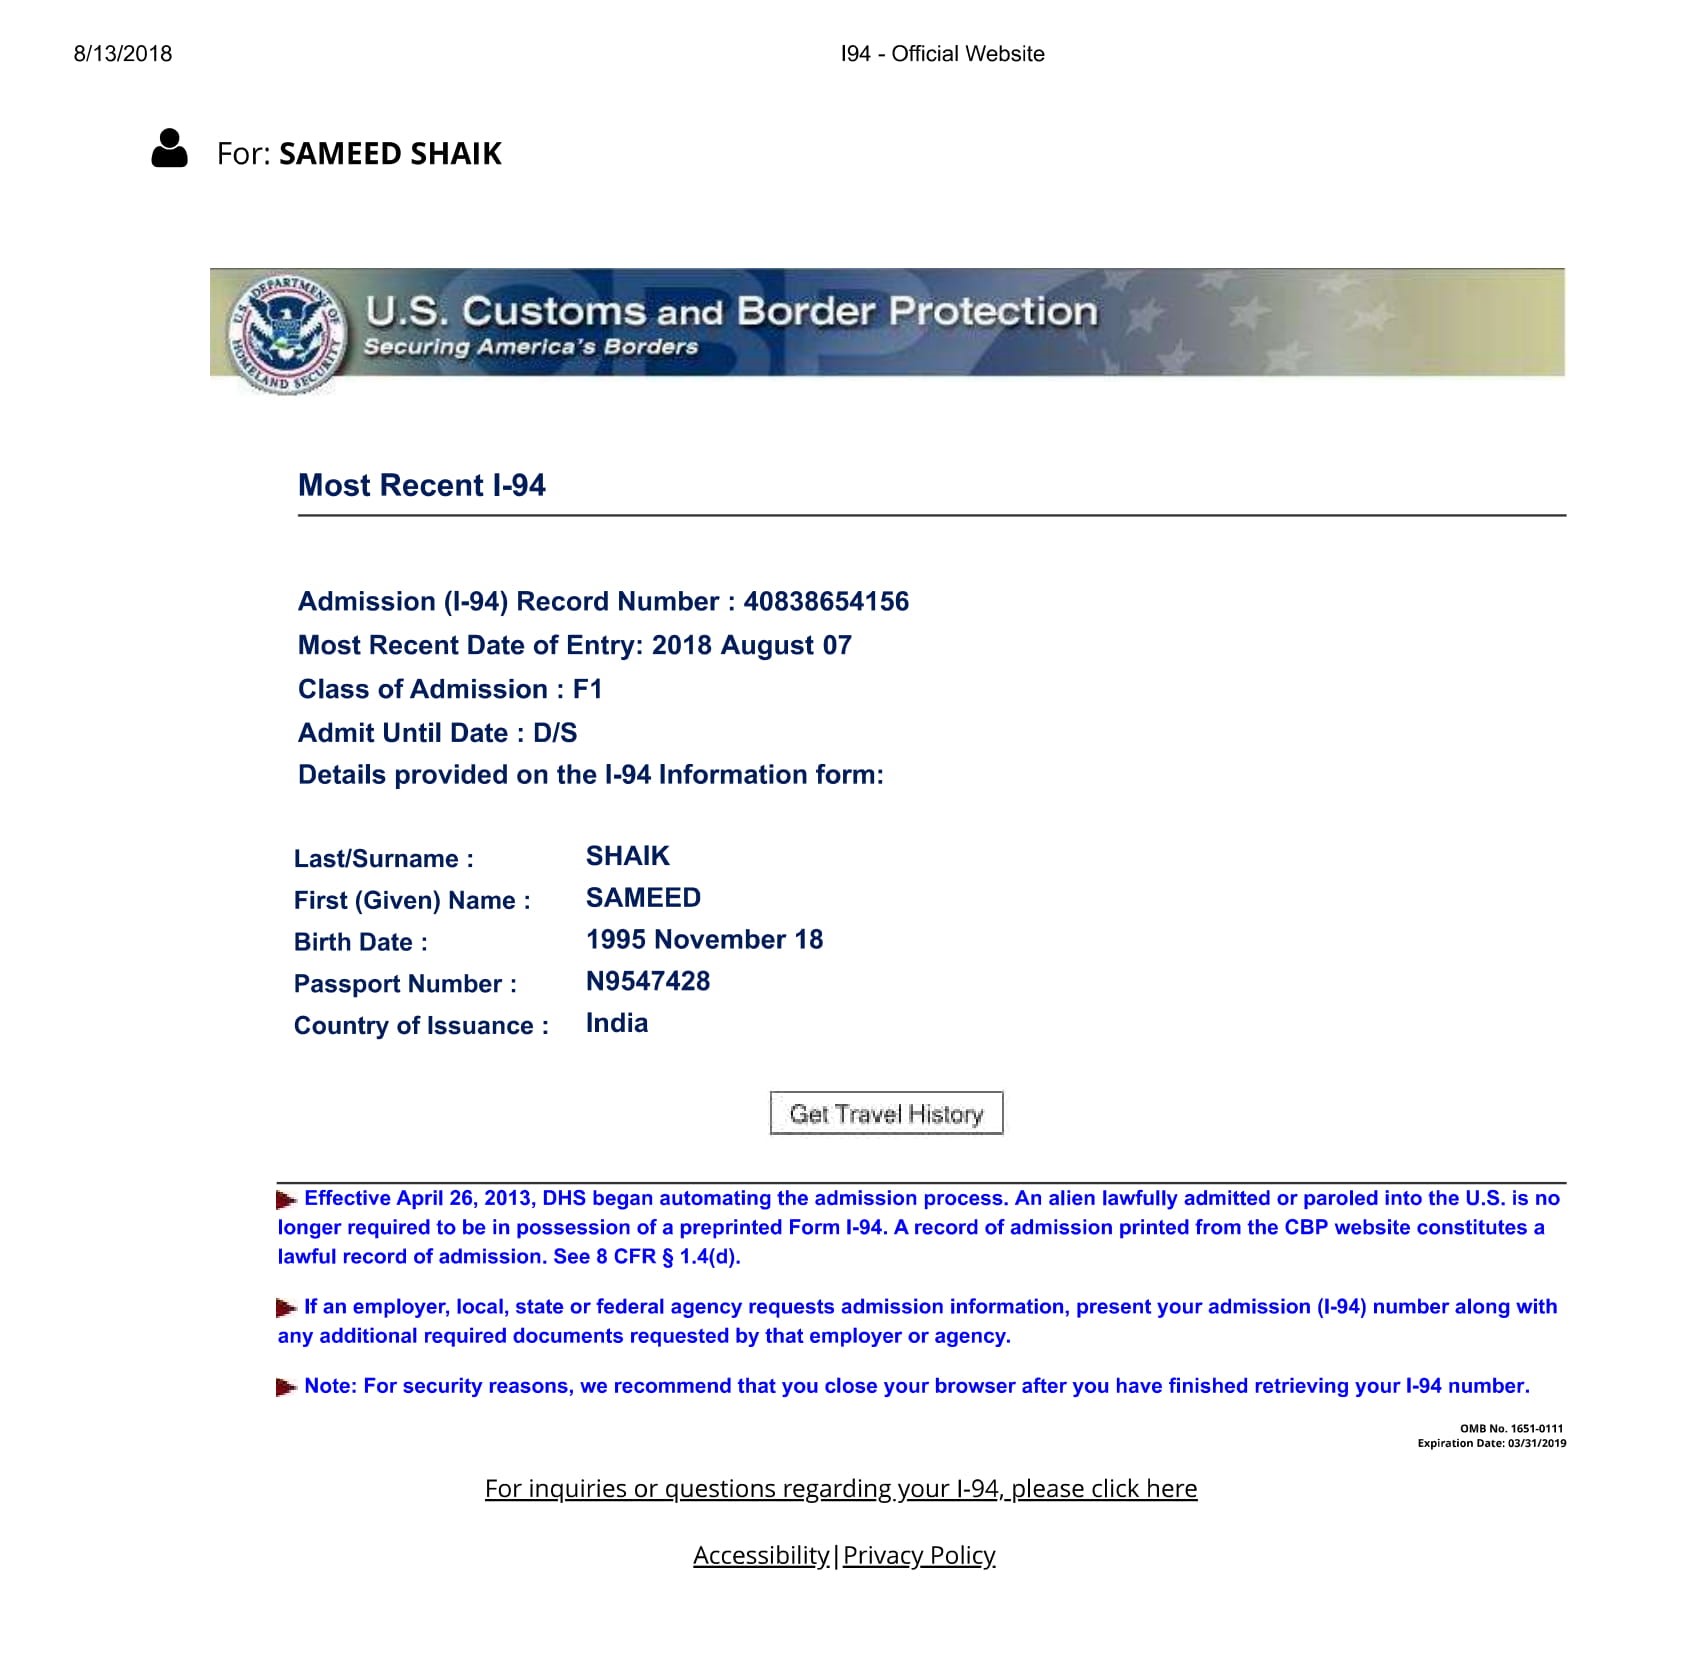 8/13/2018 I94 - Official Website
For: SAMEED SHAIK
U.S. DEPARTMENT OF HOMELAND SECURITY
U.S. Customs and Border Protection
Securing America's Borders
Most Recent I-94
Admission (I-94) Record Number : 40838654156
Most Recent Date of Entry: 2018 August 07
Class of Admission : F1
Admit Until Date : D/S
Details provided on the I-94 Information form:
Last/Surname : SHAIK
First (Given) Name : SAMEED
Birth Date : 1995 November 18
Passport Number : N9547428
Country of Issuance : India
Get Travel History
Effective April 26, 2013, DHS began automating the admission process. An alien lawfully admitted or paroled into the U.S. is no
longer required to be in possession of a preprinted Form I-94. A record of admission printed from the CBP website constitutes a
lawful record of admission. See 8 CFR § 1.4(d).
If an employer, local, state or federal agency requests admission information, present your admission (I-94) number along with
any additional required documents requested by that employer or agency.
Note: For security reasons, we recommend that you close your browser after you have finished retrieving your I-94 number.
OMB No. 1651-0111
Expiration Date: 03/31/2019
For inquiries or questions regarding your I-94, please click here
Accessibility|Privacy Policy